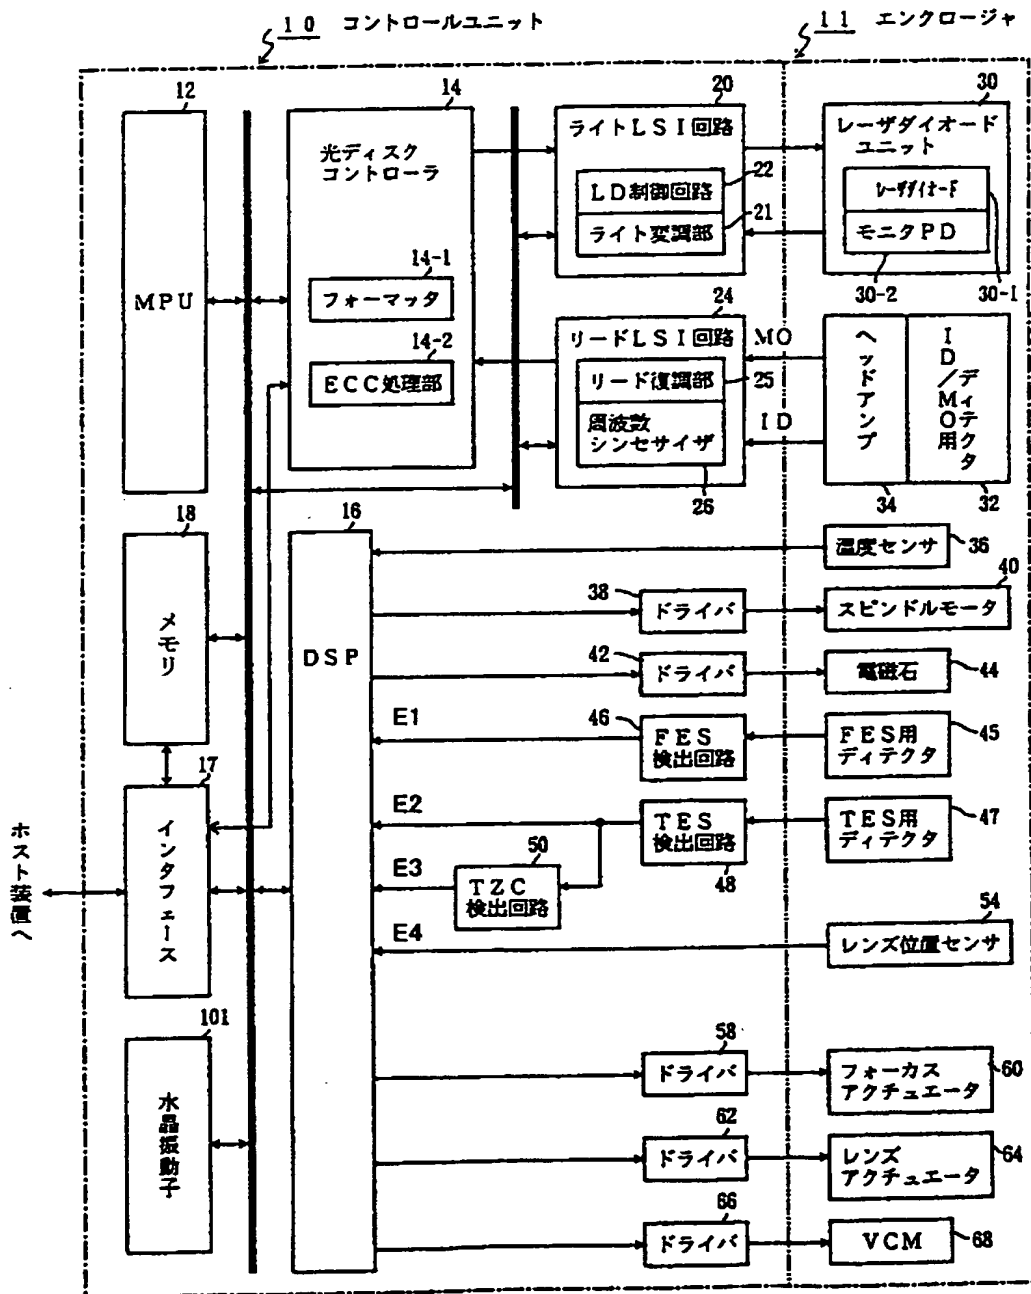 10 コントロールユニット
11 エンクロージャ
12
MPU
14
光ディスク
コントローラ
14-1
フォーマッタ
14-2
ECC処理部
20
ライトLSI回路
22
LD制御回路
21
ライト変調部
30
レーザダイオード
ユニット
レーザダイオード
モニタPD
30-2
30-1
24
リードLSI回路
リード復調部
25
周波数
シンセサイザ
26
MO
ID
ヘッドアンプ
34
ID/MO用
ディテクタ
32
18
メモリ
16
DSP
温度センサ
36
38
ドライバ
40
スピンドルモータ
42
ドライバ
電磁石
44
E1
46
FES
検出回路
FES用
ディテクタ
45
E2
TES
検出回路
48
TES用
ディテクタ
47
E3
50
TZC
検出回路
E4
54
レンズ位置センサ
17
インタフェース
ホスト装置へ
101
水晶振動子
58
ドライバ
フォーカス
アクチュエータ
60
62
ドライバ
レンズ
アクチュエータ
64
66
ドライバ
VCM
68